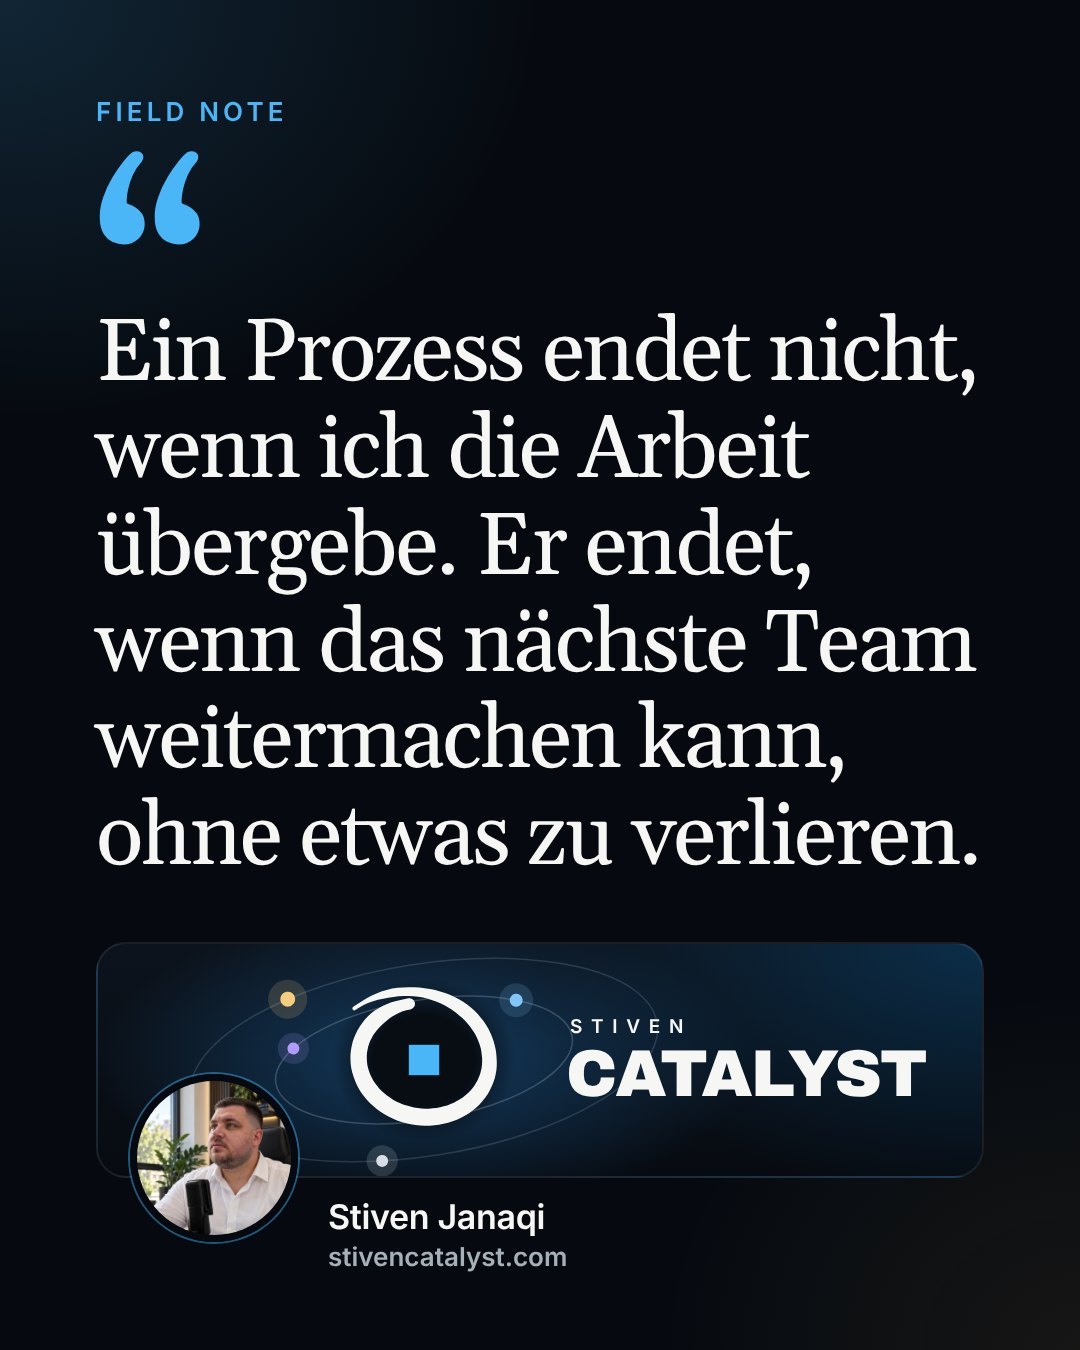 FIELD NOTE
“
Ein Prozess endet nicht,
wenn ich die Arbeit
übergebe. Er endet,
wenn das nächste Team
weitermachen kann,
ohne etwas zu verlieren.
STIVEN
CATALYST
Stiven Janaqi
stivencatalyst.com